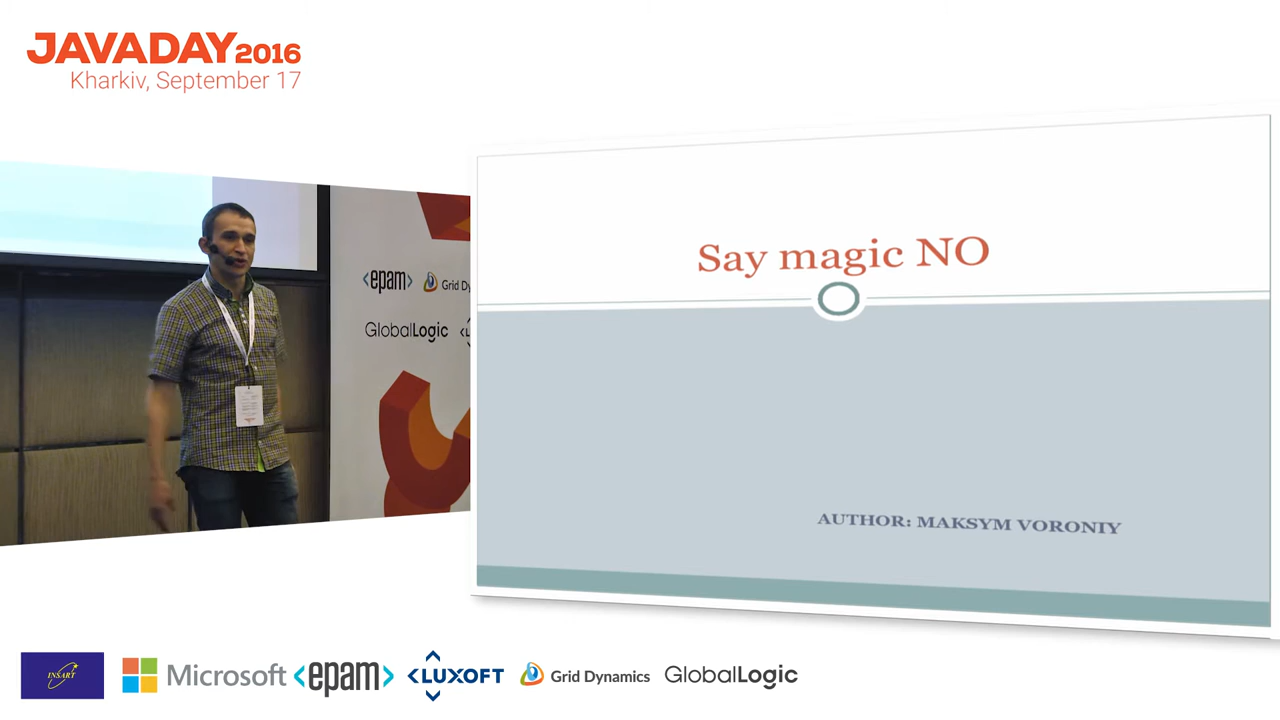 JAVADAY2016
Kharkiv, September 17
<epam>
Grid Dy
GlobalLogic
Say magic NO
AUTHOR: MAKSYM VORONIY
INSART
Microsoft
<epam>
<LUXOFT
Grid Dynamics
GlobalLogic